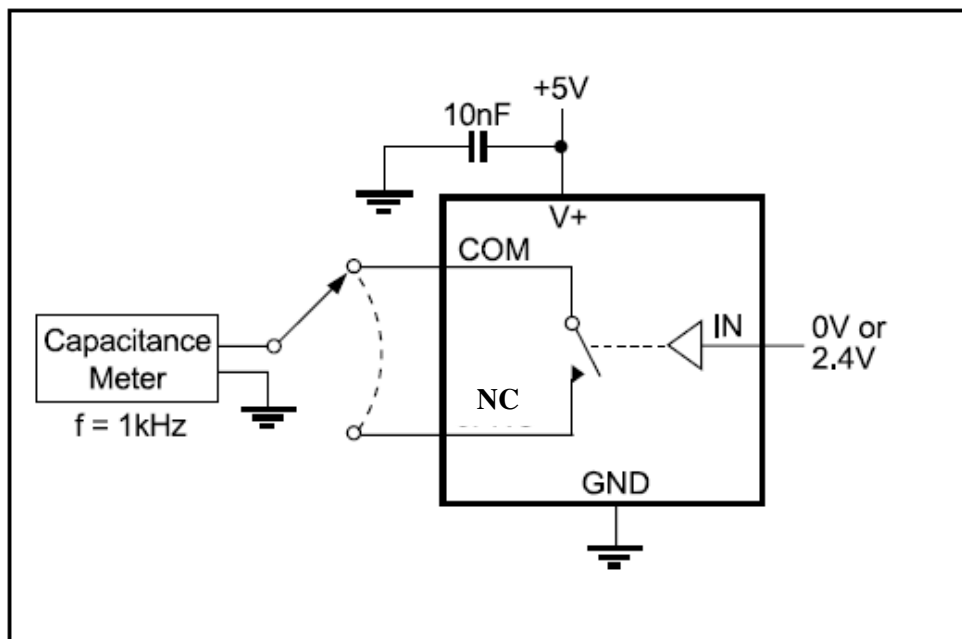 +5V
10nF
V+
COM
IN
0V or
2.4V
Capacitance
Meter
f = 1kHz
NC
GND